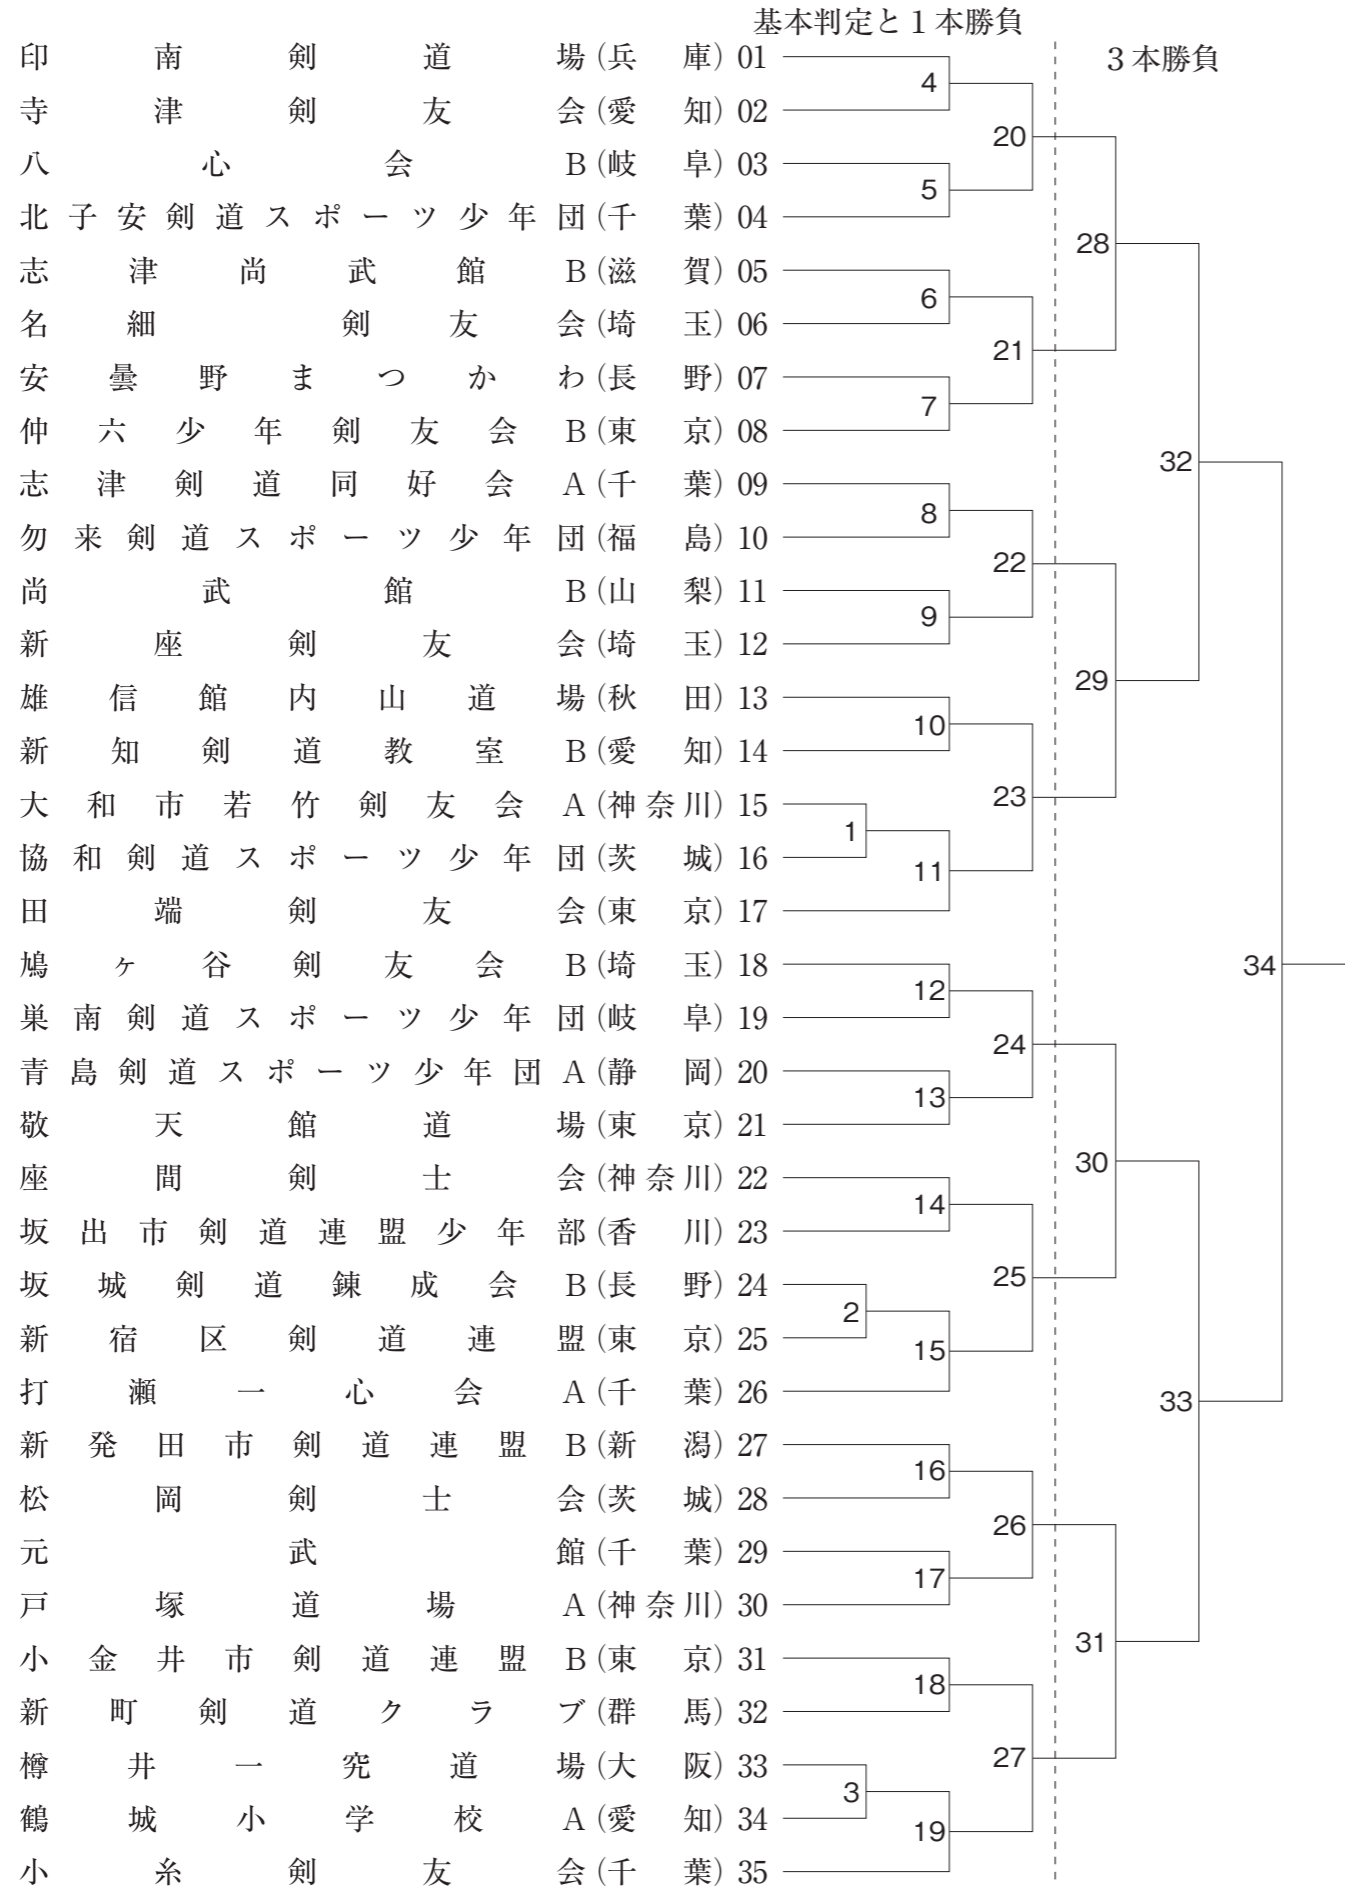 基本判定と１本勝負
３本勝負
印南剣道場(兵庫) 01
寺津剣友会(愛知) 02
八心会B(岐阜) 03
北子安剣道スポーツ少年団(千葉) 04
志津尚武館B(滋賀) 05
名細 剣友会(埼玉) 06
安曇野まつかわ(長野) 07
仲六少年剣友会B(東京) 08
志津剣道同好会A(千葉) 09
勿来剣道スポーツ少年団(福島) 10
尚武館B(山梨) 11
新座剣友会(埼玉) 12
雄信館内山道場(秋田) 13
新知剣道教室B(愛知) 14
大和市若竹剣友会A(神奈川) 15
協和剣道スポーツ少年団(茨城) 16
田端剣友会(東京) 17
鳩ヶ谷剣友会B(埼玉) 18
巣南剣道スポーツ少年団(岐阜) 19
青島剣道スポーツ少年団A(静岡) 20
敬天館道場(東京) 21
座間剣士会(神奈川) 22
坂出市剣道連盟少年部(香川) 23
坂城剣道錬成会B(長野) 24
新宿区剣道連盟(東京) 25
打瀬一心会A(千葉) 26
新発田市剣道連盟B(新潟) 27
松岡剣士会(茨城) 28
元武館(千葉) 29
戸塚道場A(神奈川) 30
小金井市剣道連盟B(東京) 31
新町剣道クラブ(群馬) 32
樽井一究道場(大阪) 33
鶴城小学校A(愛知) 34
小糸剣友会(千葉) 35
1
2
3
4
5
6
7
8
9
10
11
12
13
14
15
16
17
18
19
20
21
22
23
24
25
26
27
28
29
30
31
32
33
34